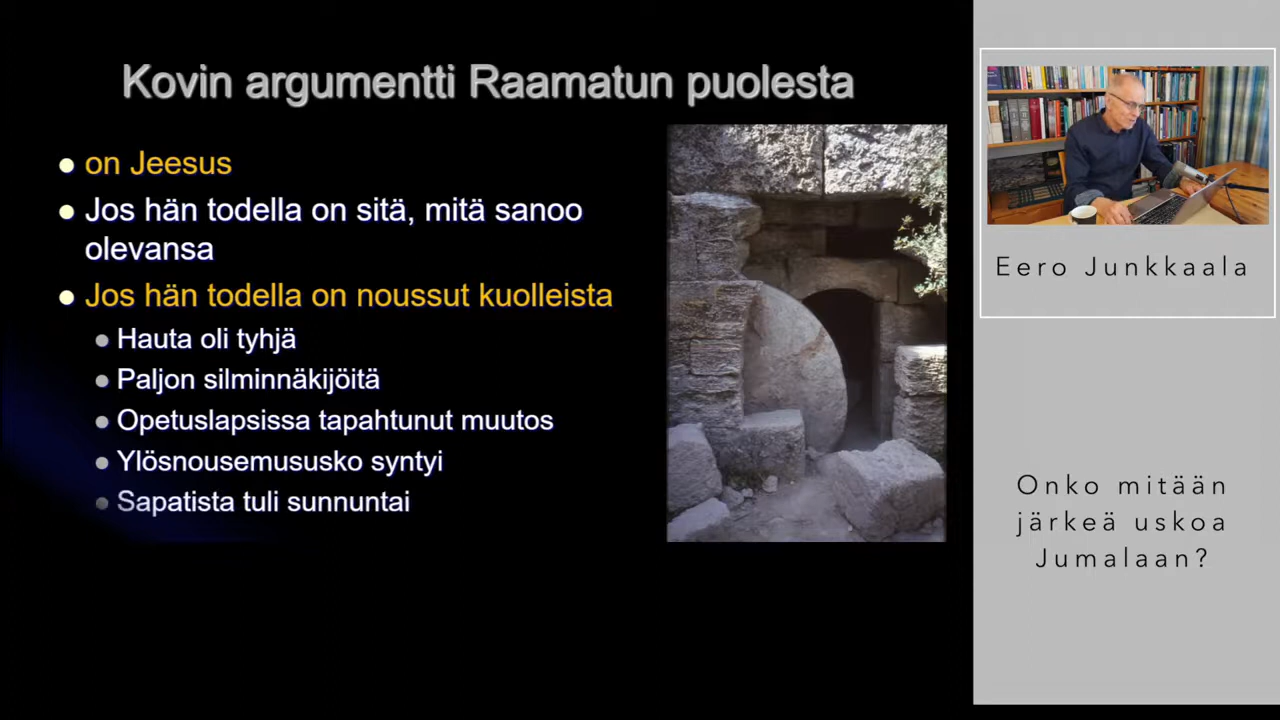 Kovin argumentti Raamatun puolesta
on Jeesus
Jos hän todella on sitä, mitä sanoo
olevansa
Jos hän todella on noussut kuolleista
Hauta oli tyhjä
Paljon silminnäkijöitä
Opetuslapsissa tapahtunut muutos
Ylösnousemususko syntyi
Sapatista tuli sunnuntai
Eero Junkkaala
Onko mitään
järkeä uskoa
Jumalaan?